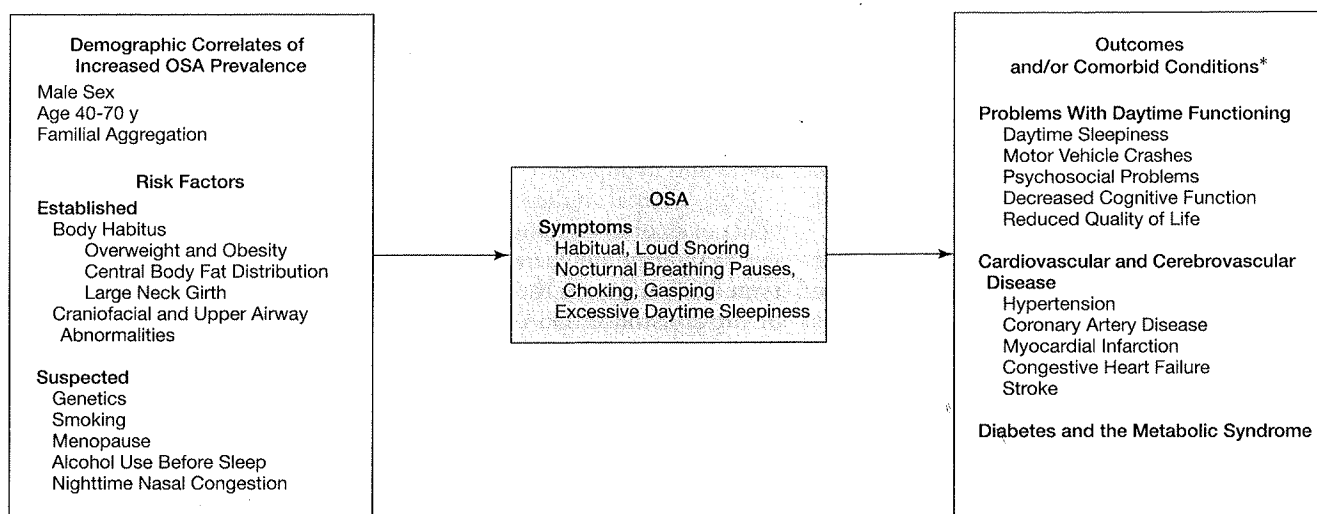 Demographic Correlates of
Increased OSA Prevalence
Male Sex
Age 40-70 y
Familial Aggregation
Risk Factors
Established
Body Habitus
Overweight and Obesity
Central Body Fat Distribution
Large Neck Girth
Craniofacial and Upper Airway
Abnormalities
Suspected
Genetics
Smoking
Menopause
Alcohol Use Before Sleep
Nighttime Nasal Congestion
OSA
Symptoms
Habitual, Loud Snoring
Nocturnal Breathing Pauses,
Choking, Gasping
Excessive Daytime Sleepiness
Outcomes
and/or Comorbid Conditions*
Problems With Daytime Functioning
Daytime Sleepiness
Motor Vehicle Crashes
Psychosocial Problems
Decreased Cognitive Function
Reduced Quality of Life
Cardiovascular and Cerebrovascular
Disease
Hypertension
Coronary Artery Disease
Myocardial Infarction
Congestive Heart Failure
Stroke
Diabetes and the Metabolic Syndrome